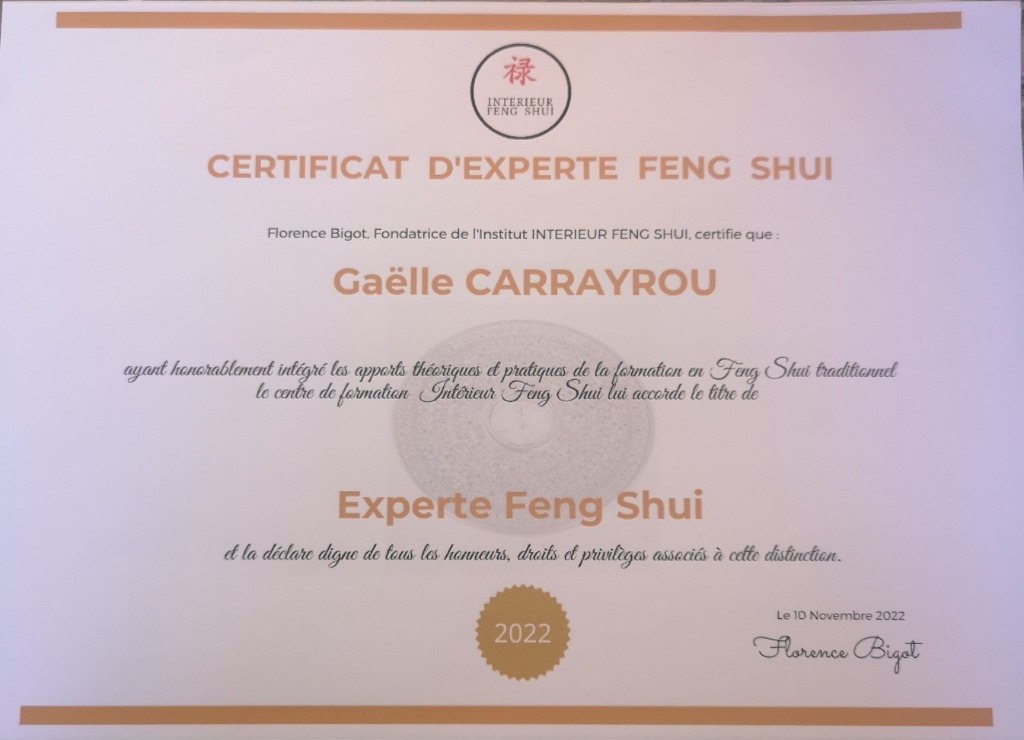 禄
INTERIEUR
FENG SHUI
CERTIFICAT D'EXPERTE FENG SHUI
Florence Bigot, Fondatrice de l'Institut INTERIEUR FENG SHUI, certifie que :
Gaëlle CARRAYROU
ayant honorablement intégré les apports théoriques et pratiques de la formation en Feng Shui traditionnel
le centre de formation Intérieur Feng Shui lui accorde le titre de
Experte Feng Shui
et la déclare digne de tous les honneurs, droits et privilèges associés à cette distinction.
2022
Le 10 Novembre 2022
Florence Bigot